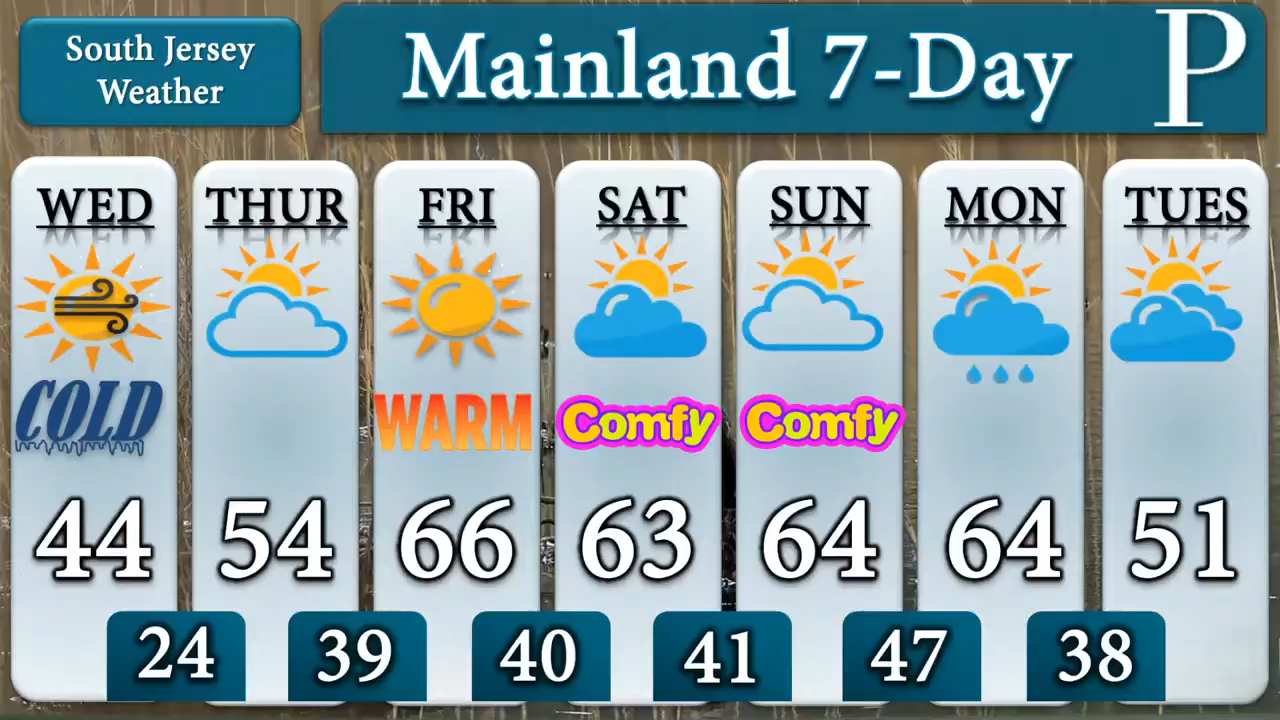 South Jersey
Weather
Mainland 7-Day
P
WED THUR FRI SAT SUN MON TUES
COLD WARM Comfy Comfy
44 54 66 63 64 64 51
24 39 40 41 47 38